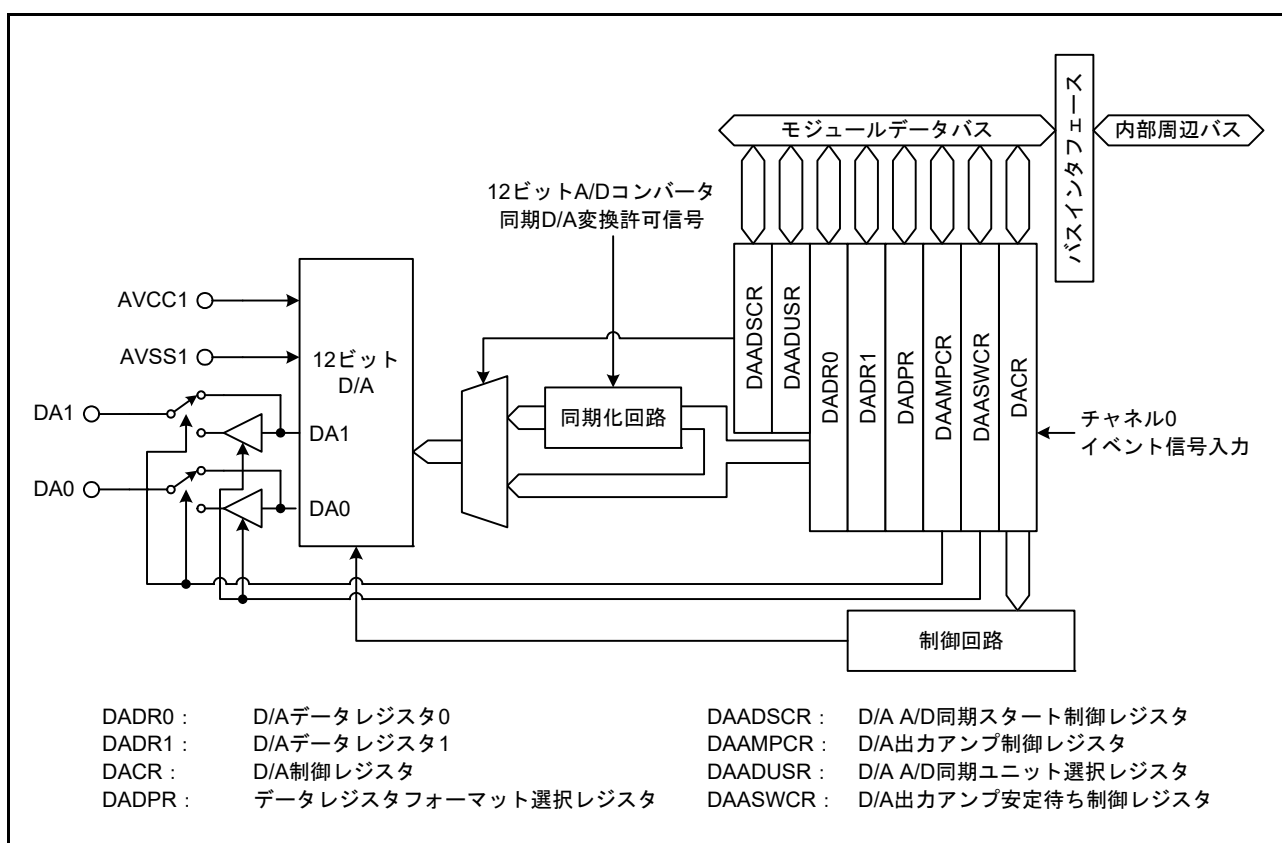 モジュールデータバス
バスインタフェース
内部周辺バス
12ビットA/Dコンバータ
同期D/A変換許可信号
AVCC1
AVSS1
DA1
DA0
12ビット
D/A
DA1
DA0
同期化回路
DAADSCR
DAADUSR
DADR0
DADR1
DADPR
DAAMPCR
DAASWCR
DACR
チャネル0
イベント信号入力
制御回路
DADR0： D/Aデータレジスタ0
DADR1： D/Aデータレジスタ1
DACR： D/A制御レジスタ
DADPR： データレジスタフォーマット選択レジスタ
DAADSCR： D/A A/D同期スタート制御レジスタ
DAAMPCR： D/A出力アンプ制御レジスタ
DAADUSR： D/A A/D同期ユニット選択レジスタ
DAASWCR： D/A出力アンプ安定待ち制御レジスタ